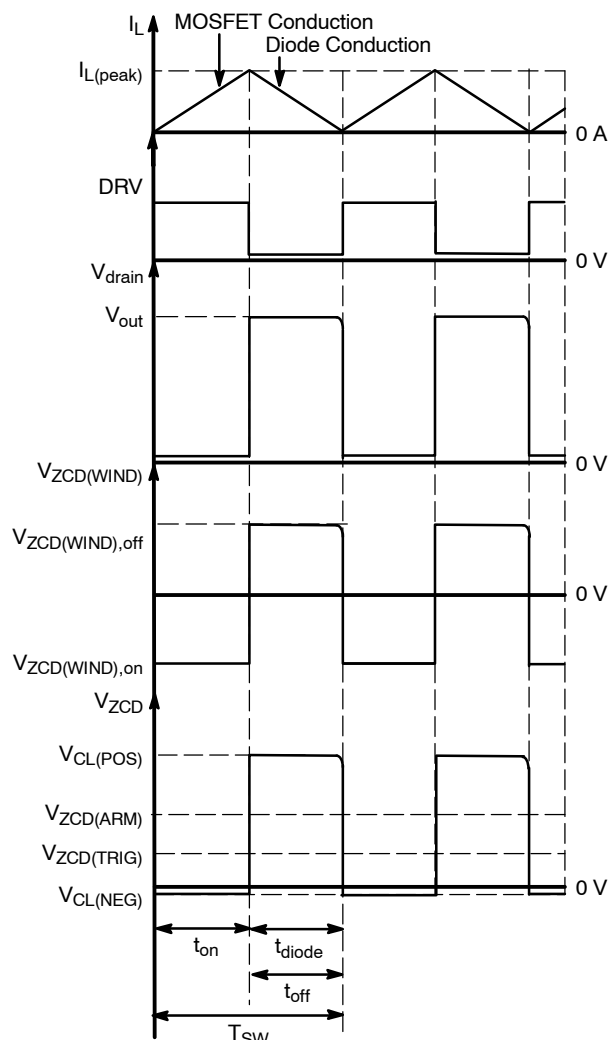 MOSFET Conduction
I_L
Diode Conduction
I_L(peak)
0 A
DRV
0 V
V_drain
V_out
0 V
V_ZCD(WIND)
V_ZCD(WIND),off
0 V
V_ZCD(WIND),on
V_ZCD
V_CL(POS)
V_ZCD(ARM)
V_ZCD(TRIG)
0 V
V_CL(NEG)
t_on
t_diode
t_off
T_SW